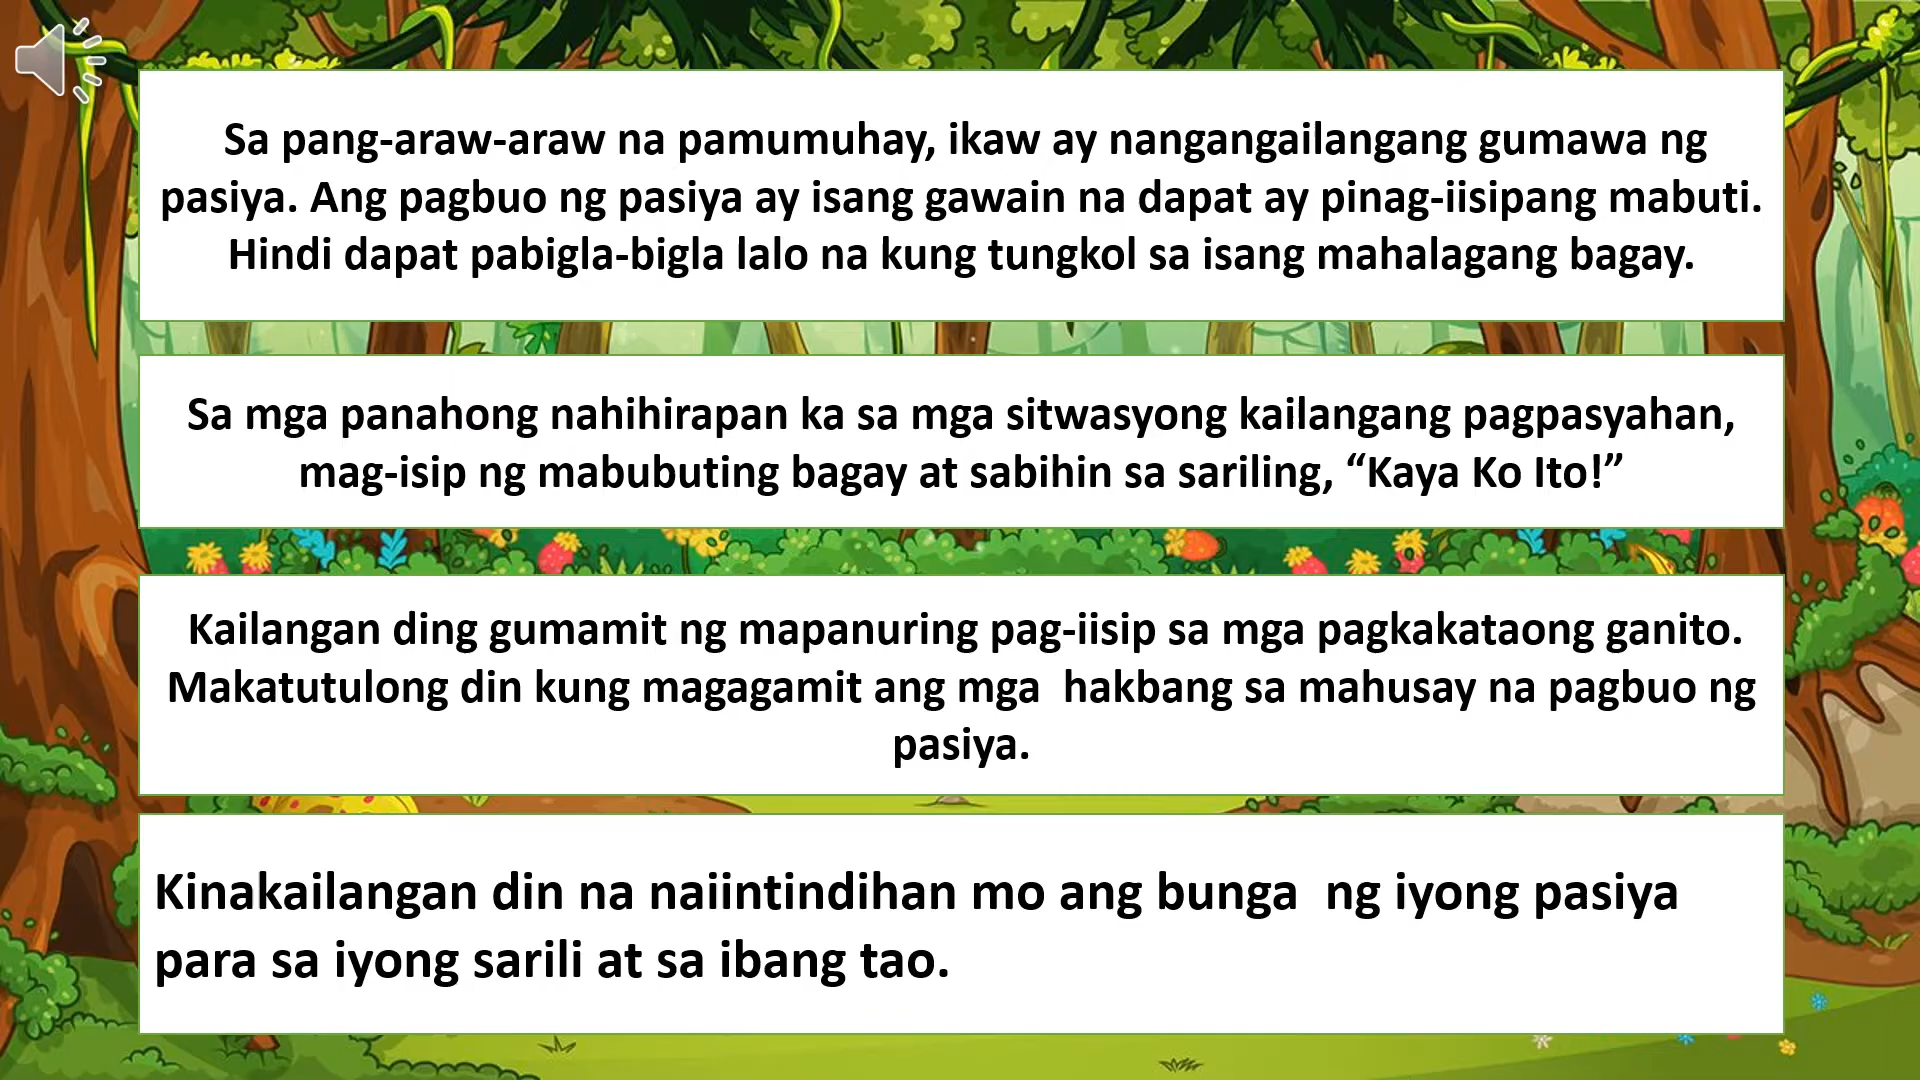 Sa pang-araw-araw na pamumuhay, ikaw ay nangangailangang gumawa ng
pasiya. Ang pagbuo ng pasiya ay isang gawain na dapat ay pinag-iisipang mabuti.
Hindi dapat pabigla-bigla lalo na kung tungkol sa isang mahalagang bagay.
Sa mga panahong nahihirapan ka sa mga sitwasyong kailangang pagpasyahan,
mag-isip ng mabubuting bagay at sabihin sa sariling, “Kaya Ko Ito!”
Kailangan ding gumamit ng mapanuring pag-iisip sa mga pagkakataong ganito.
Makatutulong din kung magagamit ang mga  hakbang sa mahusay na pagbuo ng
pasiya.
Kinakailangan din na naiintindihan mo ang bunga  ng iyong pasiya
para sa iyong sarili at sa ibang tao.